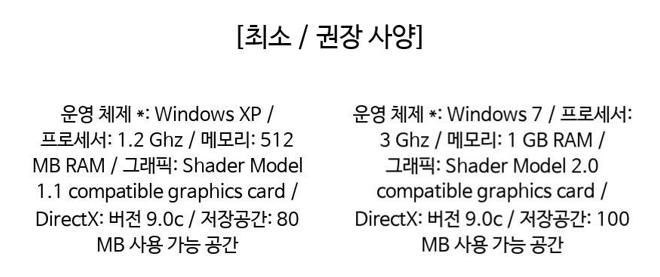 [최소 / 권장 사양]
운영 체제 *: Windows XP /
프로세서: 1.2 Ghz / 메모리: 512
MB RAM / 그래픽: Shader Model
1.1 compatible graphics card /
DirectX: 버전 9.0c / 저장공간: 80
MB 사용 가능 공간
운영 체제 *: Windows 7 / 프로세서:
3 Ghz / 메모리: 1 GB RAM /
그래픽: Shader Model 2.0
compatible graphics card /
DirectX: 버전 9.0c / 저장공간: 100
MB 사용 가능 공간